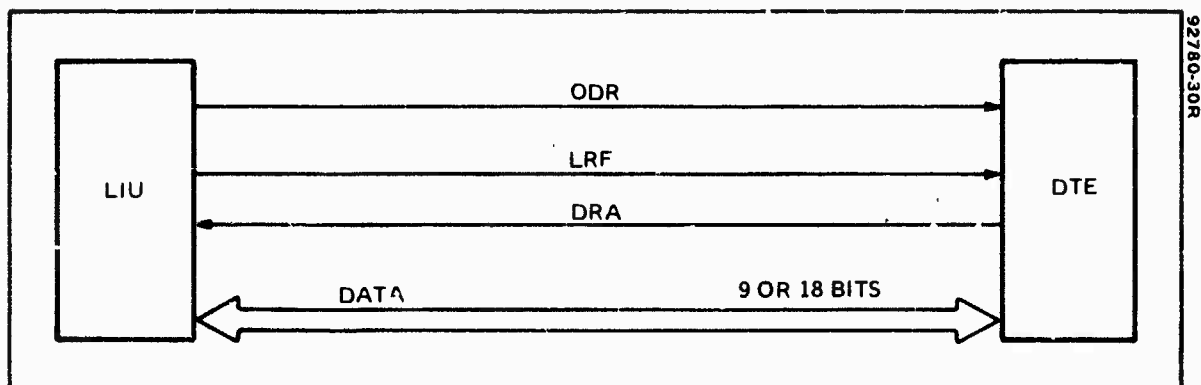 ODR
LRF
LIU
DTE
DRA
DATA
9 OR 18 BITS
92780-30R